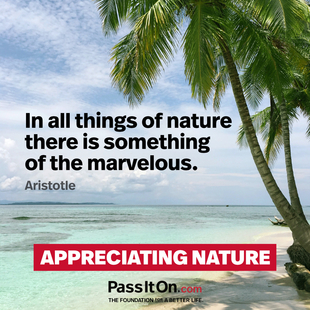 In all things of nature
there is something
of the marvelous.
Aristotle
APPRECIATING NATURE
PassItOn.com
THE FOUNDATION FOR A BETTER LIFE